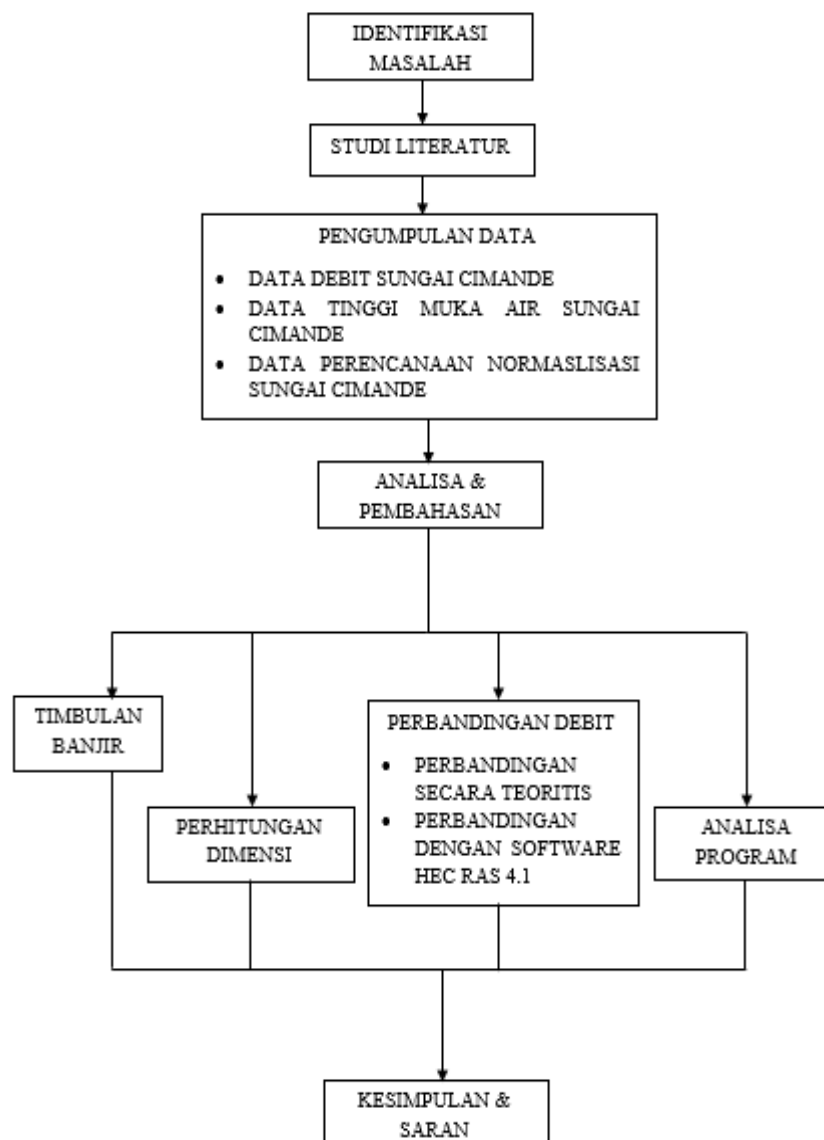 IDENTIFIKASI
MASALAH
STUDI LITERATUR
PENGUMPULAN DATA
• DATA DEBIT SUNGAI CIMANDE
• DATA TINGGI MUKA AIR SUNGAI
CIMANDE
• DATA PERENCANAAN NORMASLISASI
SUNGAI CIMANDE
ANALISA &
PEMBAHASAN
TIMBULAN
BANJIR
PERHITUNGAN
DIMENSI
PERBANDINGAN DEBIT
• PERBANDINGAN
SECARA TEORITIS
• PERBANDINGAN
DENGAN SOFTWARE
HEC RAS 4.1
ANALISA
PROGRAM
KESIMPULAN &
SARAN